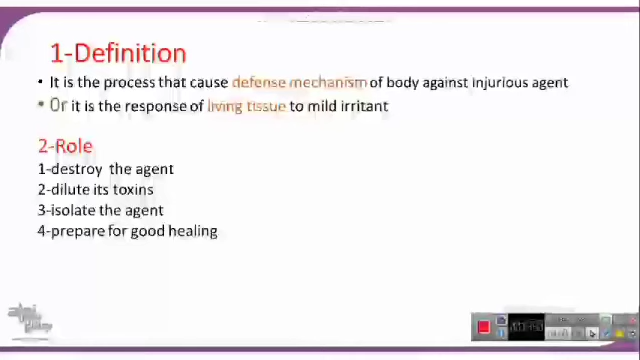 1-Definition
• It is the process that cause defense mechanism of body against injurious agent
• Or it is the response of living tissue to mild irritant
2-Role
1-destroy the agent
2-dilute its toxins
3-isolate the agent
4-prepare for good healing